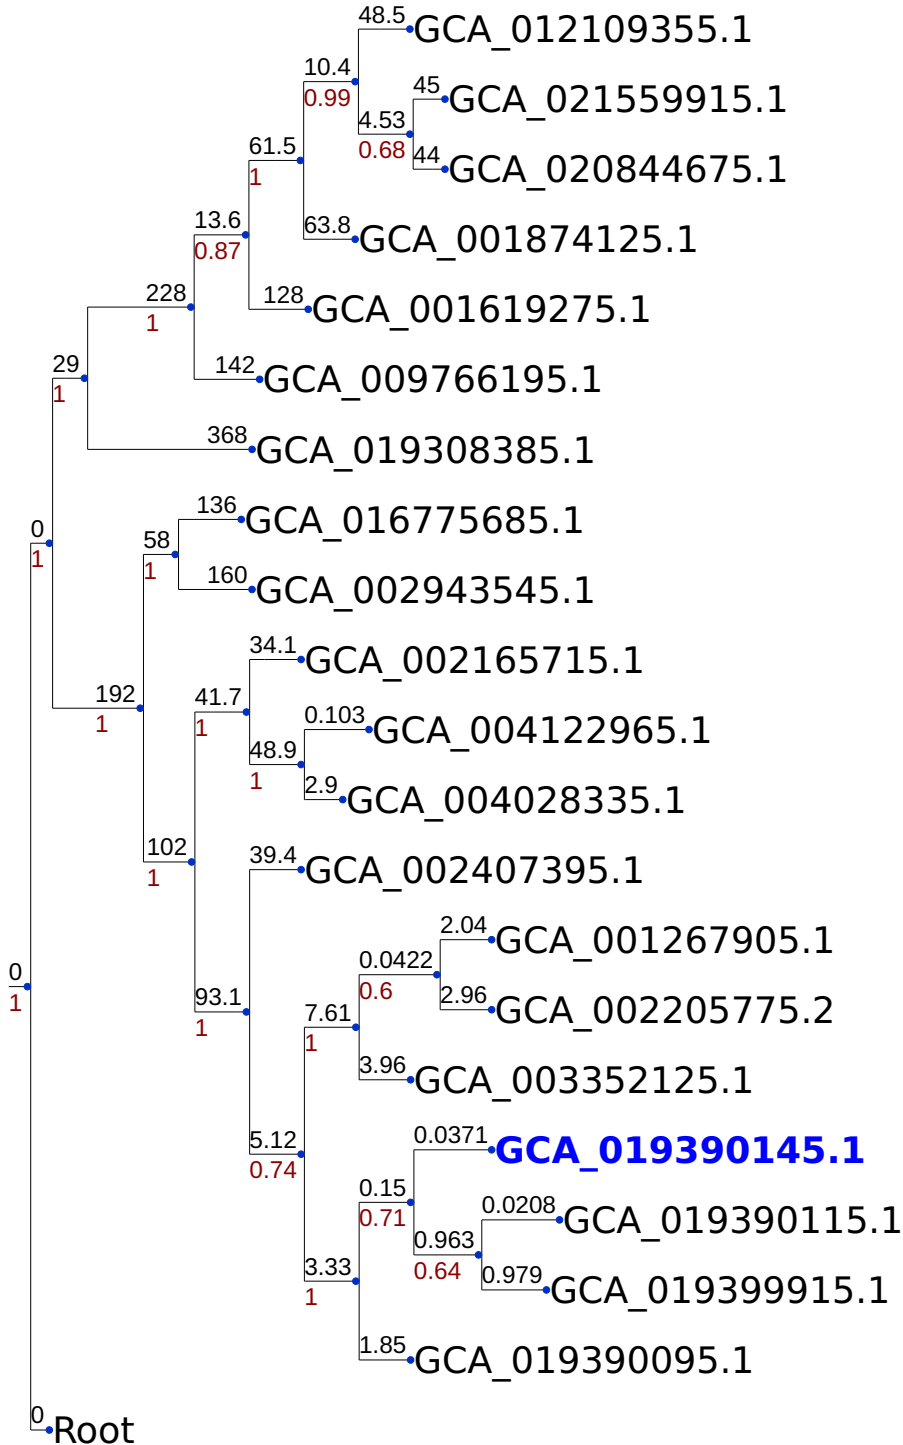 48.5
GCA_012109355.1
10.4
0.99
45
GCA_021559915.1
4.53
0.68
44
GCA_020844675.1
61.5
1
63.8
GCA_001874125.1
13.6
0.87
128
GCA_001619275.1
228
1
142
GCA_009766195.1
29
1
368
GCA_019308385.1
136
GCA_016775685.1
0
1
58
1
160
GCA_002943545.1
34.1
GCA_002165715.1
192
1
41.7
1
0.103
GCA_004122965.1
48.9
1
2.9
GCA_004028335.1
102
1
39.4
GCA_002407395.1
2.04
GCA_001267905.1
0.0422
0.6
0
1
93.1
1
2.96
GCA_002205775.2
7.61
1
3.96
GCA_003352125.1
5.12
0.74
0.0371
GCA_019390145.1
0.15
0.71
0.0208
GCA_019390115.1
0.963
0.64
3.33
1
0.979
GCA_019399915.1
1.85
GCA_019390095.1
0
Root